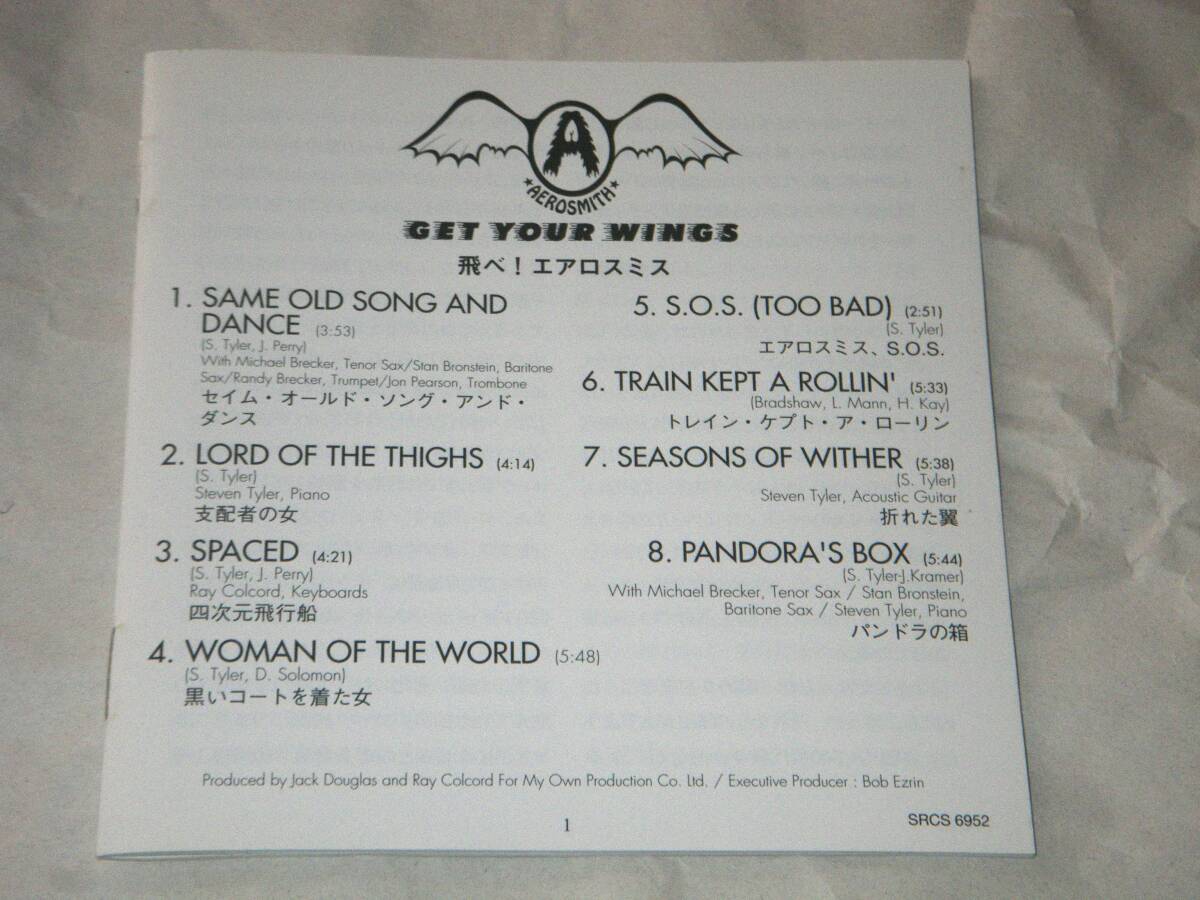 A
★AEROSMITH★
GET YOUR WINGS
飛べ！エアロスミス
1. SAME OLD SONG AND
DANCE (3:53)
(S. Tyler, J. Perry)
With Michael Brecker, Tenor Sax/Stan Bronstein, Baritone
Sax/Randy Brecker, Trumpet/Jon Pearson, Trombone
セイム・オールド・ソング・アンド・
ダンス
2. LORD OF THE THIGHS (4:14)
(S. Tyler)
Steven Tyler, Piano
支配者の女
3. SPACED (4:21)
(S. Tyler, J. Perry)
Ray Colcord, Keyboards
四次元飛行船
4. WOMAN OF THE WORLD (5:48)
(S. Tyler, D. Solomon)
黒いコートを着た女
5. S.O.S. (TOO BAD) (2:51)
(S. Tyler)
エアロスミス、S.O.S.
6. TRAIN KEPT A ROLLIN' (5:33)
(Bradshaw, L. Mann, H. Kay)
トレイン・ケプト・ア・ローリン
7. SEASONS OF WITHER (5:38)
(S. Tyler)
Steven Tyler, Acoustic Guitar
折れた翼
8. PANDORA'S BOX (5:44)
(S. Tyler-J.Kramer)
With Michael Brecker, Tenor Sax / Stan Bronstein,
Baritone Sax / Steven Tyler, Piano
パンドラの箱
Produced by Jack Douglas and Ray Colcord For My Own Production Co. Ltd. / Executive Producer : Bob Ezrin
1
SRCS 6952